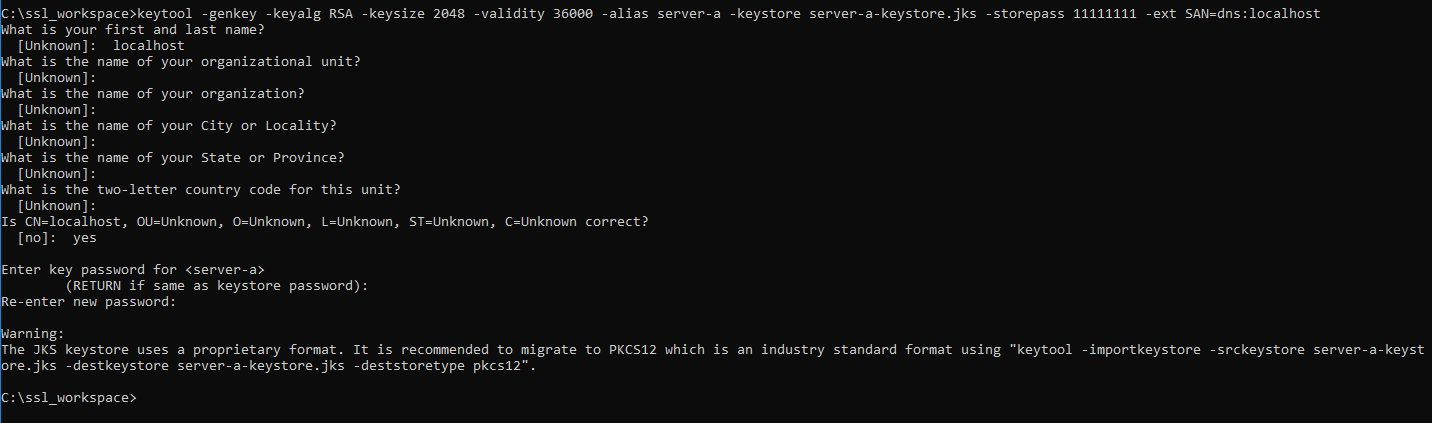 C:\ssl_workspace>keytool -genkey -keyalg RSA -keysize 2048 -validity 36000 -alias server-a -keystore server-a-keystore.jks -storepass 11111111 -ext SAN=dns:localhost
What is your first and last name?
  [Unknown]:  localhost
What is the name of your organizational unit?
  [Unknown]:
What is the name of your organization?
  [Unknown]:
What is the name of your City or Locality?
  [Unknown]:
What is the name of your State or Province?
  [Unknown]:
What is the two-letter country code for this unit?
  [Unknown]:
Is CN=localhost, OU=Unknown, O=Unknown, L=Unknown, ST=Unknown, C=Unknown correct?
  [no]:  yes

Enter key password for <server-a>
        (RETURN if same as keystore password):
Re-enter new password:

Warning:
The JKS keystore uses a proprietary format. It is recommended to migrate to PKCS12 which is an industry standard format using "keytool -importkeystore -srckeystore server-a-keyst
ore.jks -destkeystore server-a-keystore.jks -deststoretype pkcs12".

C:\ssl_workspace>